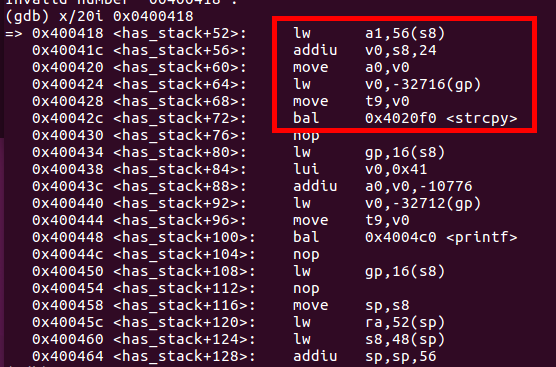 Invalid number "00400418".
(gdb) x/20i 0x0400418
=> 0x400418 <has_stack+52>: lw a1,56(s8)
0x40041c <has_stack+56>: addiu v0,s8,24
0x400420 <has_stack+60>: move a0,v0
0x400424 <has_stack+64>: lw v0,-32716(gp)
0x400428 <has_stack+68>: move t9,v0
0x40042c <has_stack+72>: bal 0x4020f0 <strcpy>
0x400430 <has_stack+76>: nop
0x400434 <has_stack+80>: lw gp,16(s8)
0x400438 <has_stack+84>: lui v0,0x41
0x40043c <has_stack+88>: addiu a0,v0,-10776
0x400440 <has_stack+92>: lw v0,-32712(gp)
0x400444 <has_stack+96>: move t9,v0
0x400448 <has_stack+100>: bal 0x4004c0 <printf>
0x40044c <has_stack+104>: nop
0x400450 <has_stack+108>: lw gp,16(s8)
0x400454 <has_stack+112>: nop
0x400458 <has_stack+116>: move sp,s8
0x40045c <has_stack+120>: lw ra,52(sp)
0x400460 <has_stack+124>: lw s8,48(sp)
0x400464 <has_stack+128>: addiu sp,sp,56